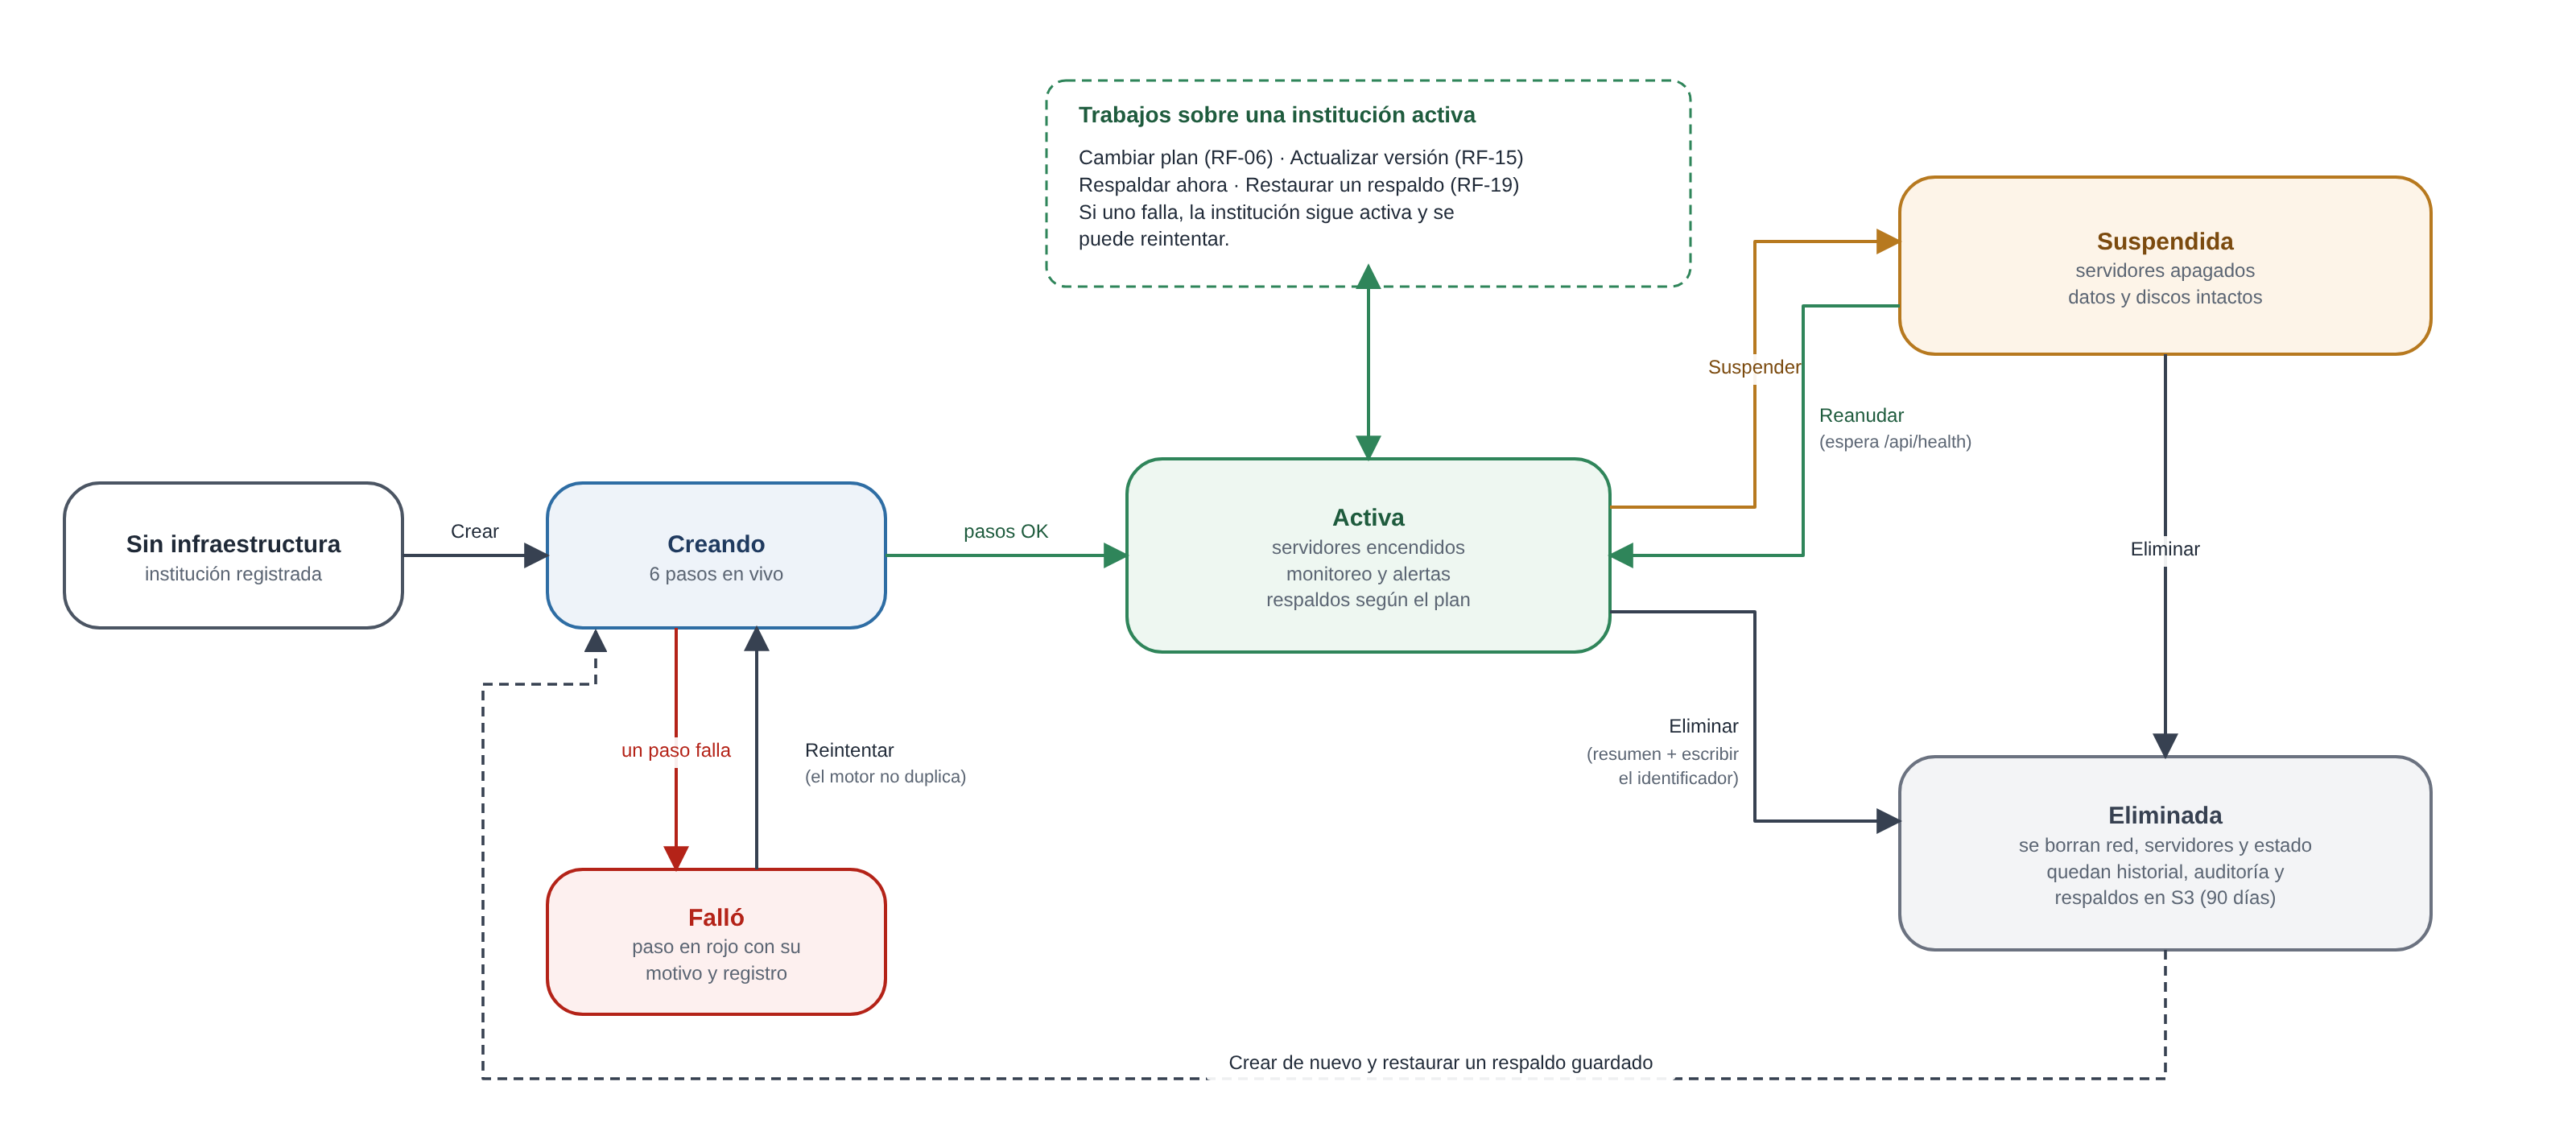 Trabajos sobre una institución activa
Cambiar plan (RF-06) · Actualizar versión (RF-15)
Respaldar ahora · Restaurar un respaldo (RF-19)
Si uno falla, la institución sigue activa y se
puede reintentar.
Suspendida
servidores apagados
datos y discos intactos
Suspender
Reanudar
(espera /api/health)
Sin infraestructura
institución registrada
Crear
Creando
6 pasos en vivo
pasos OK
Activa
servidores encendidos
monitoreo y alertas
respaldos según el plan
Eliminar
un paso falla
Reintentar
(el motor no duplica)
Eliminar
(resumen + escribir
el identificador)
Falló
paso en rojo con su
motivo y registro
Eliminada
se borran red, servidores y estado
quedan historial, auditoría y
respaldos en S3 (90 días)
Crear de nuevo y restaurar un respaldo guardado